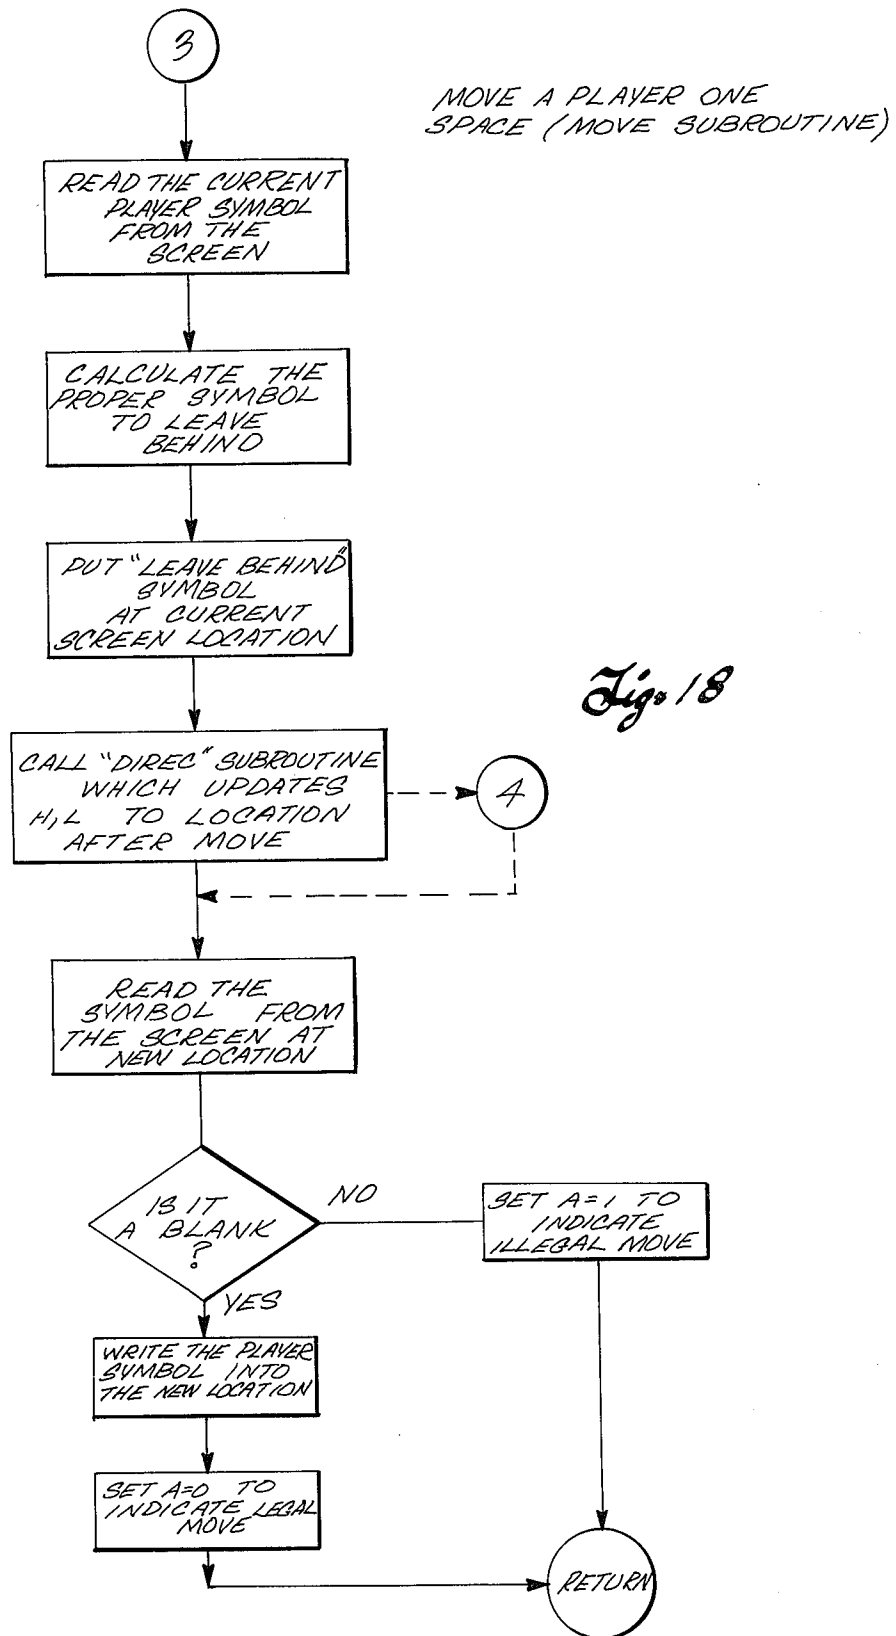 3
MOVE A PLAYER ONE
SPACE (MOVE SUBROUTINE)
READ THE CURRENT
PLAYER SYMBOL
FROM THE
SCREEN
CALCULATE THE
PROPER SYMBOL
TO LEAVE
BEHIND
PUT "LEAVE BEHIND"
SYMBOL
AT CURRENT
SCREEN LOCATION
Fig. 18
CALL "DIREC" SUBROUTINE
WHICH UPDATES
H,L TO LOCATION
AFTER MOVE
4
READ THE
SYMBOL FROM
THE SCREEN AT
NEW LOCATION
IS IT
A BLANK
?
NO
SET A=1 TO
INDICATE
ILLEGAL MOVE
YES
WRITE THE PLAYER
SYMBOL INTO
THE NEW LOCATION
SET A=0 TO
INDICATE LEGAL
MOVE
RETURN